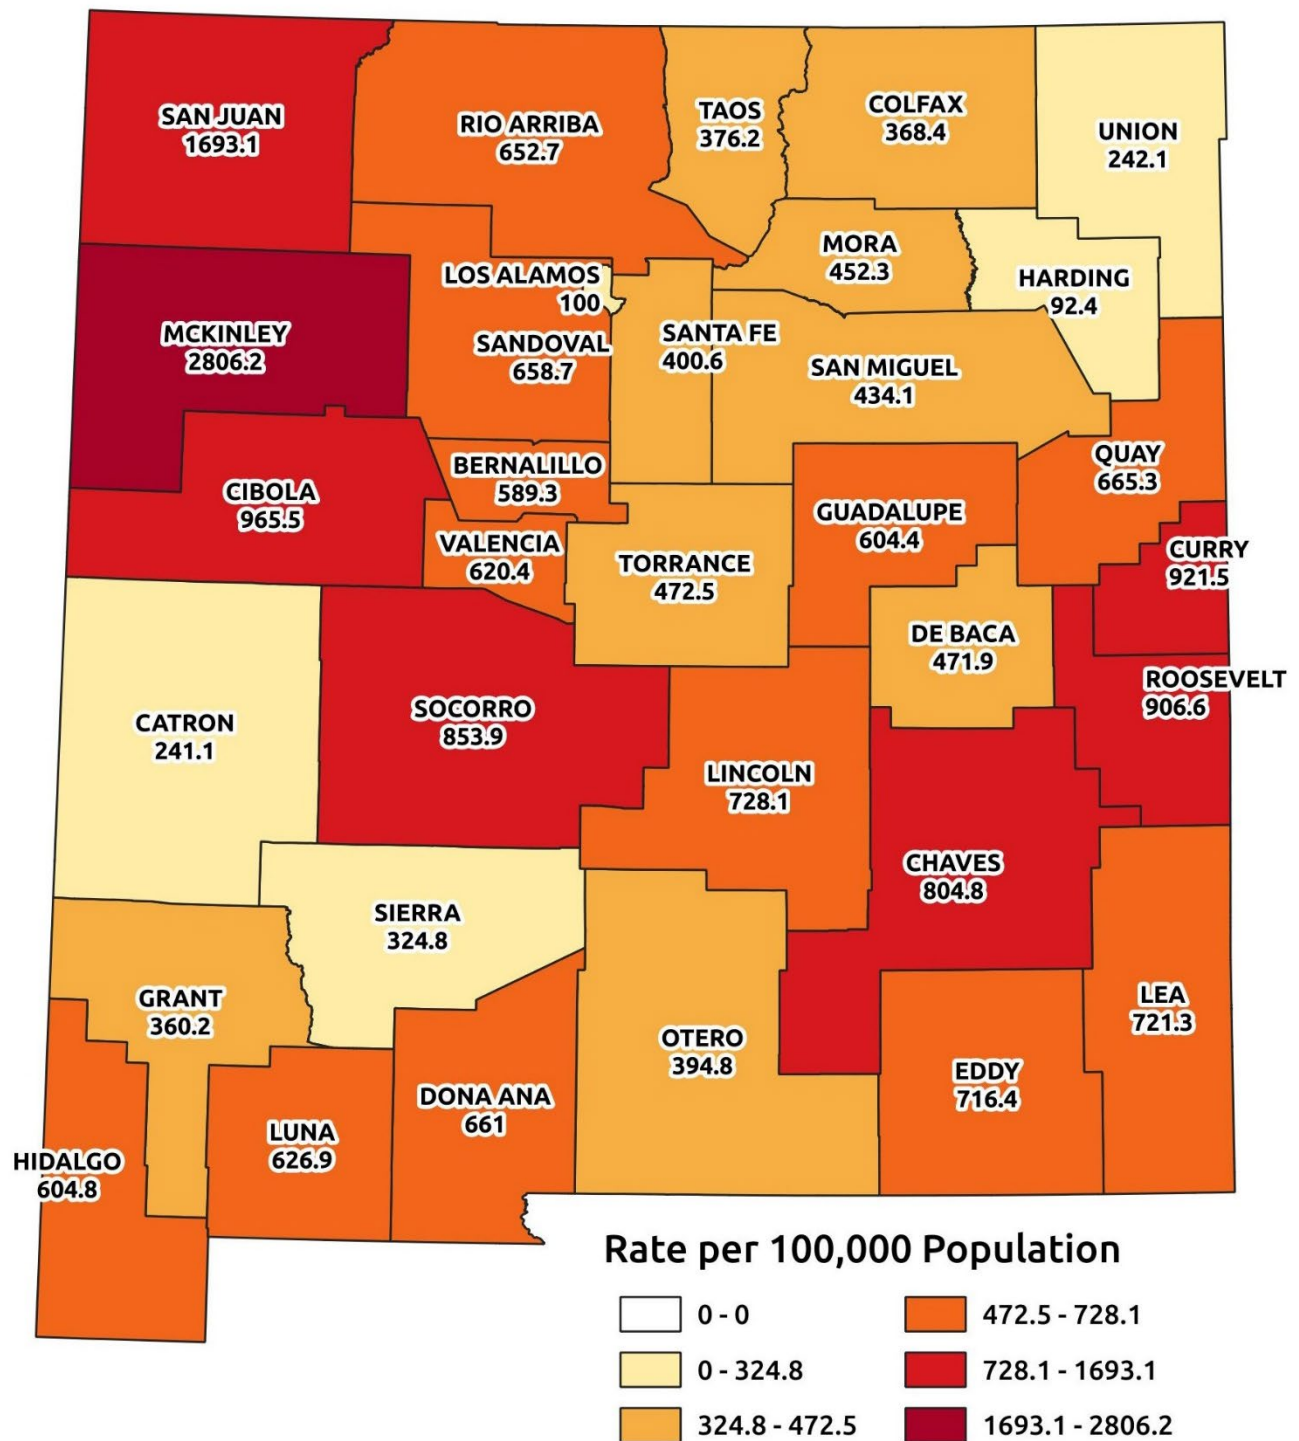 SAN JUAN
1693.1
RIO ARRIBA
652.7
TAOS
376.2
COLFAX
368.4
UNION
242.1
MORA
452.3
HARDING
92.4
LOS ALAMOS
100
MCKINLEY
2806.2
SANDOVAL
658.7
SANTA FE
400.6
SAN MIGUEL
434.1
QUAY
665.3
BERNALILLO
589.3
CIBOLA
965.5
GUADALUPE
604.4
VALENCIA
620.4
TORRANCE
472.5
CURRY
921.5
DE BACA
471.9
ROOSEVELT
906.6
CATRON
241.1
SOCORRO
853.9
LINCOLN
728.1
CHAVES
804.8
SIERRA
324.8
GRANT
360.2
LEA
721.3
OTERO
394.8
EDDY
716.4
DONA ANA
661
LUNA
626.9
HIDALGO
604.8
Rate per 100,000 Population
0 - 0
0 - 324.8
324.8 - 472.5
472.5 - 728.1
728.1 - 1693.1
1693.1 - 2806.2